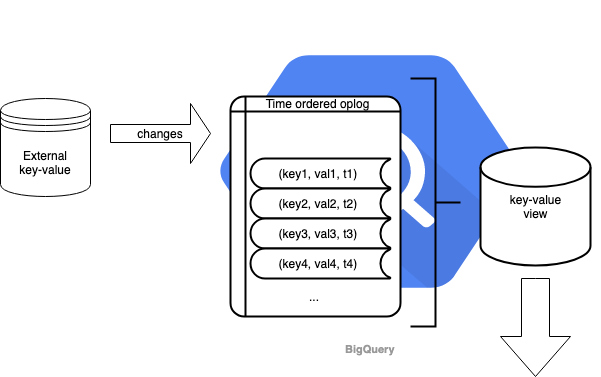 Time ordered oplog
External
key-value
changes
(key1, val1, t1)
(key2, val2, t2)
(key3, val3, t3)
(key4, val4, t4)
...
key-value
view
BigQuery